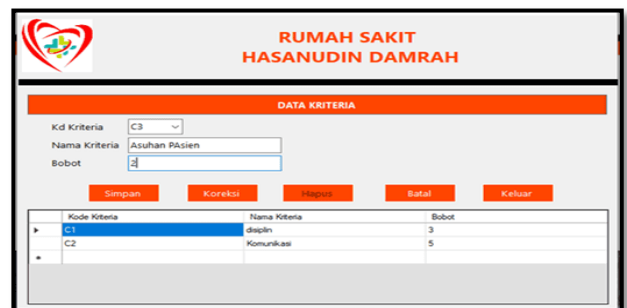 RUMAH SAKIT
HASANUDIN DAMRAH
DATA KRITERIA
Kd Kriteria C3
Nama Kriteria Asuhan PAsien
Bobot 2
Simpan Koreksi Hapus Batal Keluar
Kode Kriteria Nama Kriteria Bobot
C1 disiplin 3
C2 Komunikasi 5